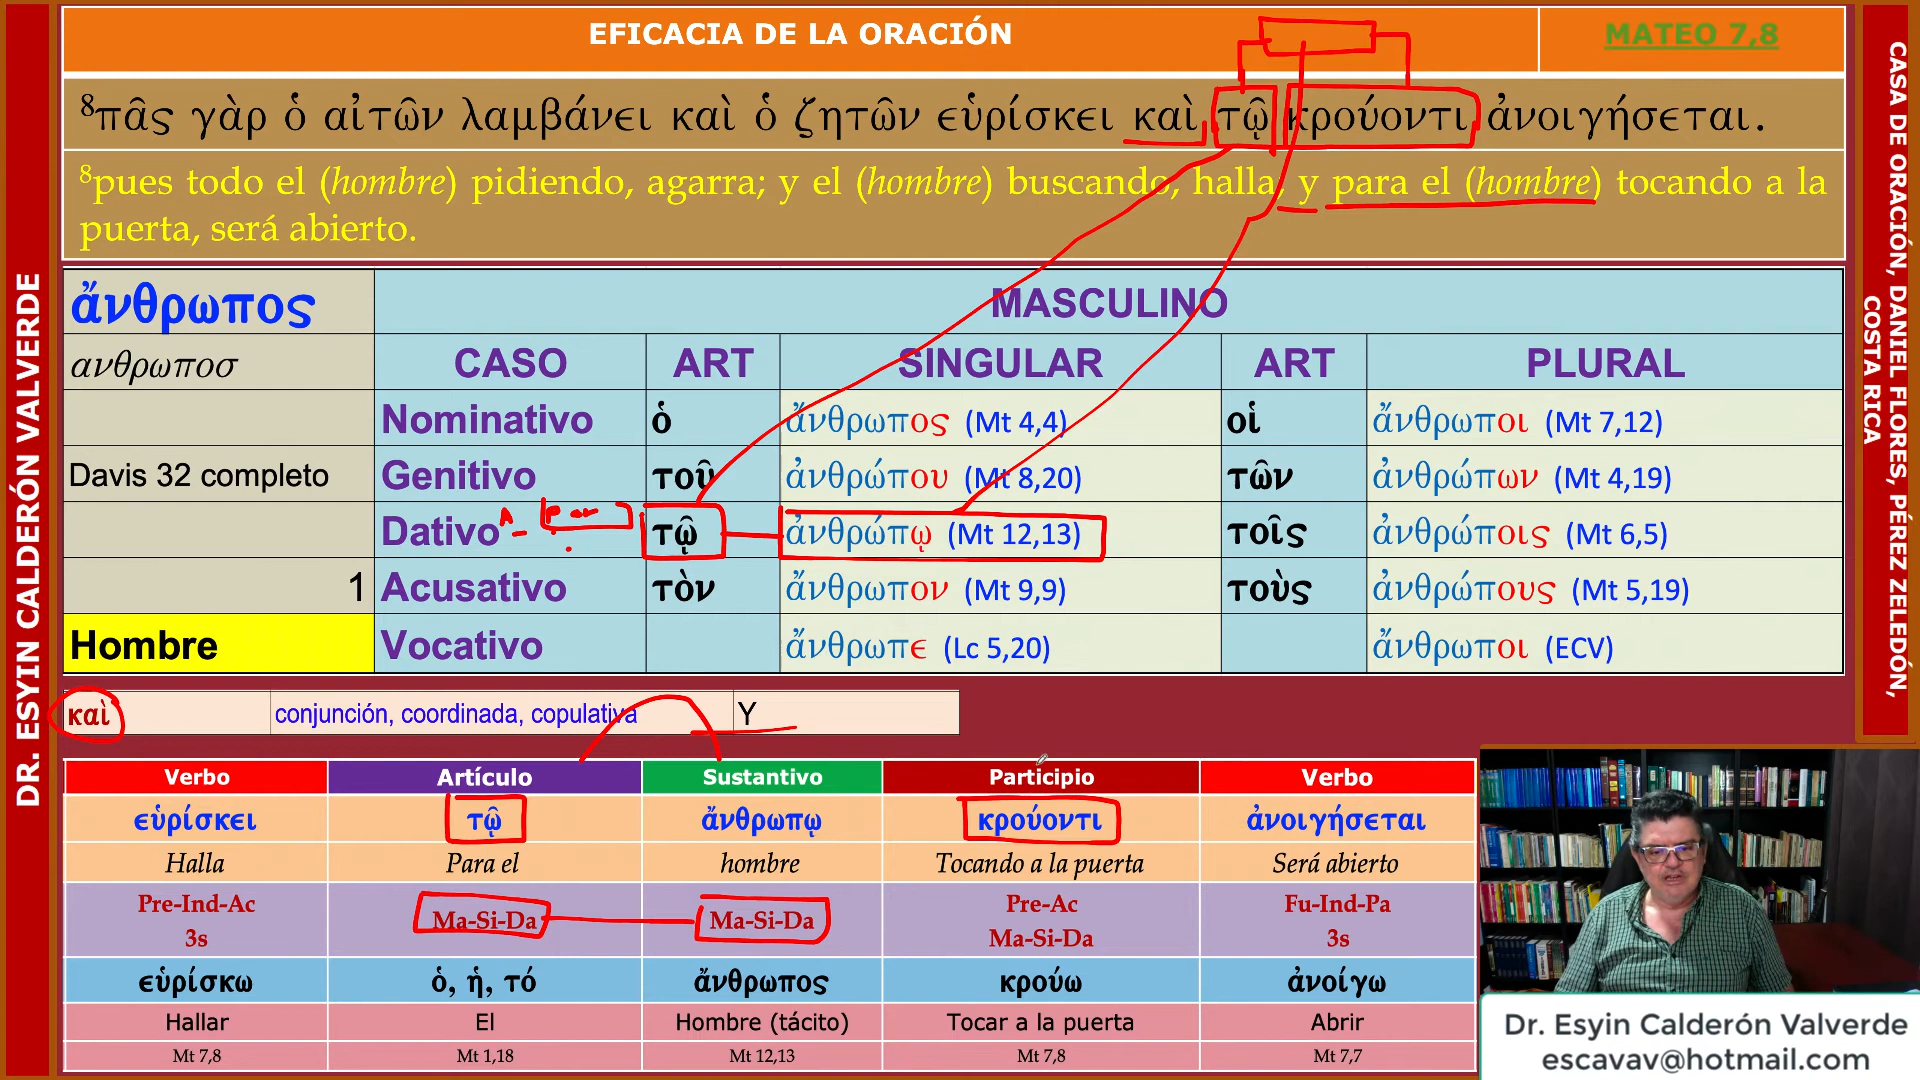 EFICACIA DE LA ORACIÓN
MATEO 7,8
⁸πᾶς γὰρ ὁ αἰτῶν λαμβάνει καὶ ὁ ζητῶν εὑρίσκει καὶ τῷ κρούοντι ἀνοιγήσεται.
⁸pues todo el (hombre) pidiendo, agarra; y el (hombre) buscando, halla, y para el (hombre) tocando a la
puerta, será abierto.
ἄνθρωπος MASCULINO
ανθρωποσ CASO ART SINGULAR ART PLURAL
Nominativo ὁ ἄνθρωπος (Mt 4,4) οἱ ἄνθρωποι (Mt 7,12)
Davis 32 completo Genitivo τοῦ ἀνθρώπου (Mt 8,20) τῶν ἀνθρώπων (Mt 4,19)
Dativo τῷ ἀνθρώπῳ (Mt 12,13) τοῖς ἀνθρώποις (Mt 6,5)
1 Acusativo τὸν ἄνθρωπον (Mt 9,9) τοὺς ἀνθρώπους (Mt 5,19)
Hombre Vocativo ἄνθρωπε (Lc 5,20) ἄνθρωποι (ECV)
καὶ conjunción, coordinada, copulativa Y
Verbo Artículo Sustantivo Participio Verbo
εὑρίσκει τῷ ἄνθρωπῳ κρούοντι ἀνοιγήσεται
Halla Para el hombre Tocando a la puerta Será abierto
Pre-Ind-Ac 3s Ma-Si-Da Ma-Si-Da Pre-Ac Ma-Si-Da Fu-Ind-Pa 3s
εὑρίσκω ὁ, ἡ, τό ἄνθρωπος κρούω ἀνοίγω
Hallar El Hombre (tácito) Tocar a la puerta Abrir
Mt 7,8 Mt 1,18 Mt 12,13 Mt 7,8 Mt 7,7
DR. ESYIN CALDERÓN VALVERDE
CASA DE ORACIÓN, DANIEL FLORES, PÉREZ ZELEDÓN,
COSTA RICA
Dr. Esyin Calderón Valverde
escavav@hotmail.com